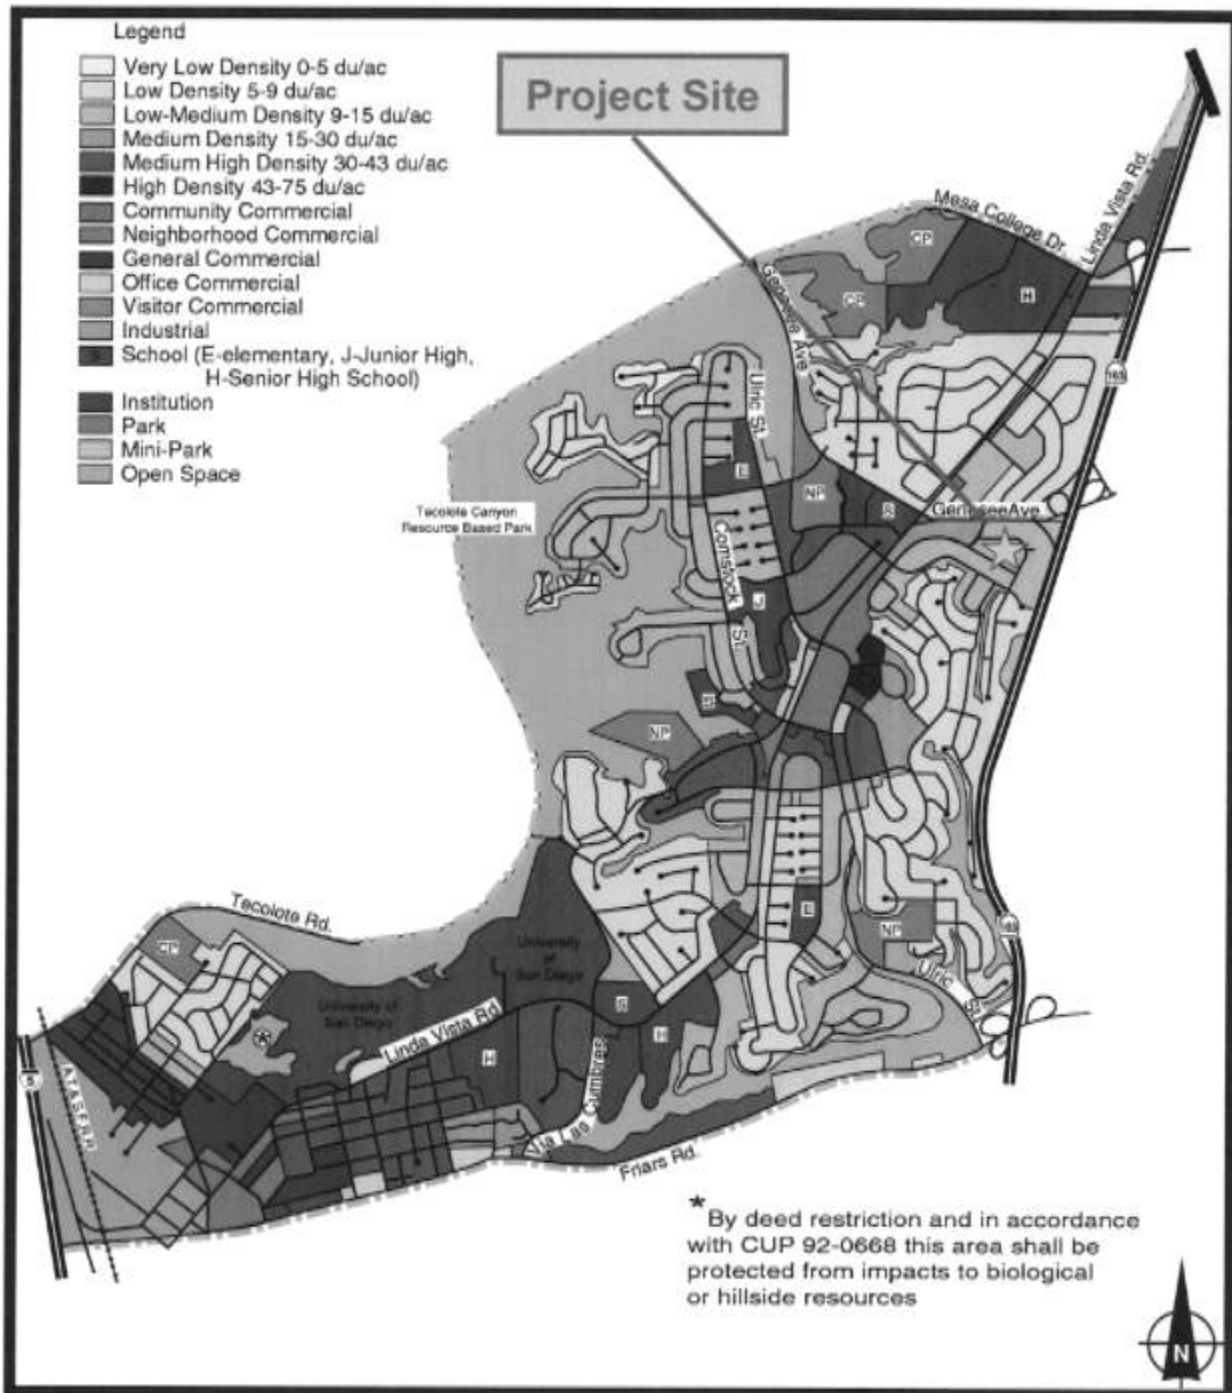 Legend
Very Low Density 0-5 du/ac
Low Density 5-9 du/ac
Low-Medium Density 9-15 du/ac
Medium Density 15-30 du/ac
Medium High Density 30-43 du/ac
High Density 43-75 du/ac
Community Commercial
Neighborhood Commercial
General Commercial
Office Commercial
Visitor Commercial
Industrial
School (E-elementary, J-Junior High,
H-Senior High School)
Institution
Park
Mini-Park
Open Space
Project Site
Mesa College Dr.
Linda Vista Rd.
CP
CP
H
Genesee Ave
163
Ulric St.
E
NP
S
Genesee Ave.
Tecolote Canyon
Resource Based Park
Comstock St.
J
NP
E
NP
163
Ulric St.
Tecolote Rd.
CP
University
of
San Diego
University of
San Diego
Linda Vista Rd
S
H
H
Via Las Cumbres
5
AT&SFRR
Friars Rd.
* By deed restriction and in accordance
with CUP 92-0668 this area shall be
protected from impacts to biological
or hillside resources
N